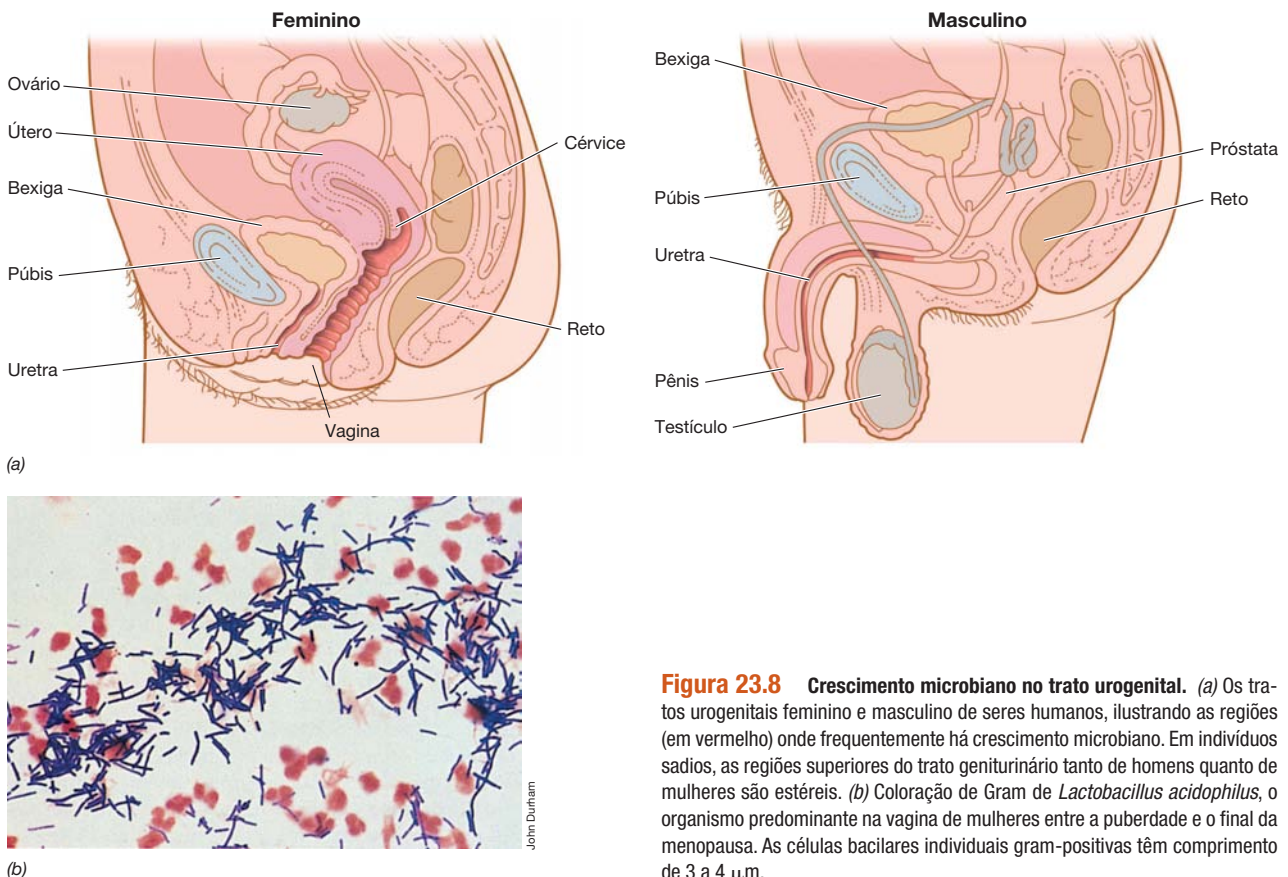 Feminino
Ovário
Útero
Bexiga
Púbis
Uretra
Cérvice
Reto
Vagina
Masculino
Bexiga
Púbis
Uretra
Pênis
Testículo
Próstata
Reto
(a)
John Durham
(b)
Figura 23.8 Crescimento microbiano no trato urogenital. (a) Os tra-
tos urogenitais feminino e masculino de seres humanos, ilustrando as regiões
(em vermelho) onde frequentemente há crescimento microbiano. Em indivíduos
sadios, as regiões superiores do trato geniturinário tanto de homens quanto de
mulheres são estéreis. (b) Coloração de Gram de Lactobacillus acidophilus, o
organismo predominante na vagina de mulheres entre a puberdade e o final da
menopausa. As células bacilares individuais gram-positivas têm comprimento
de 3 a 4 μm.